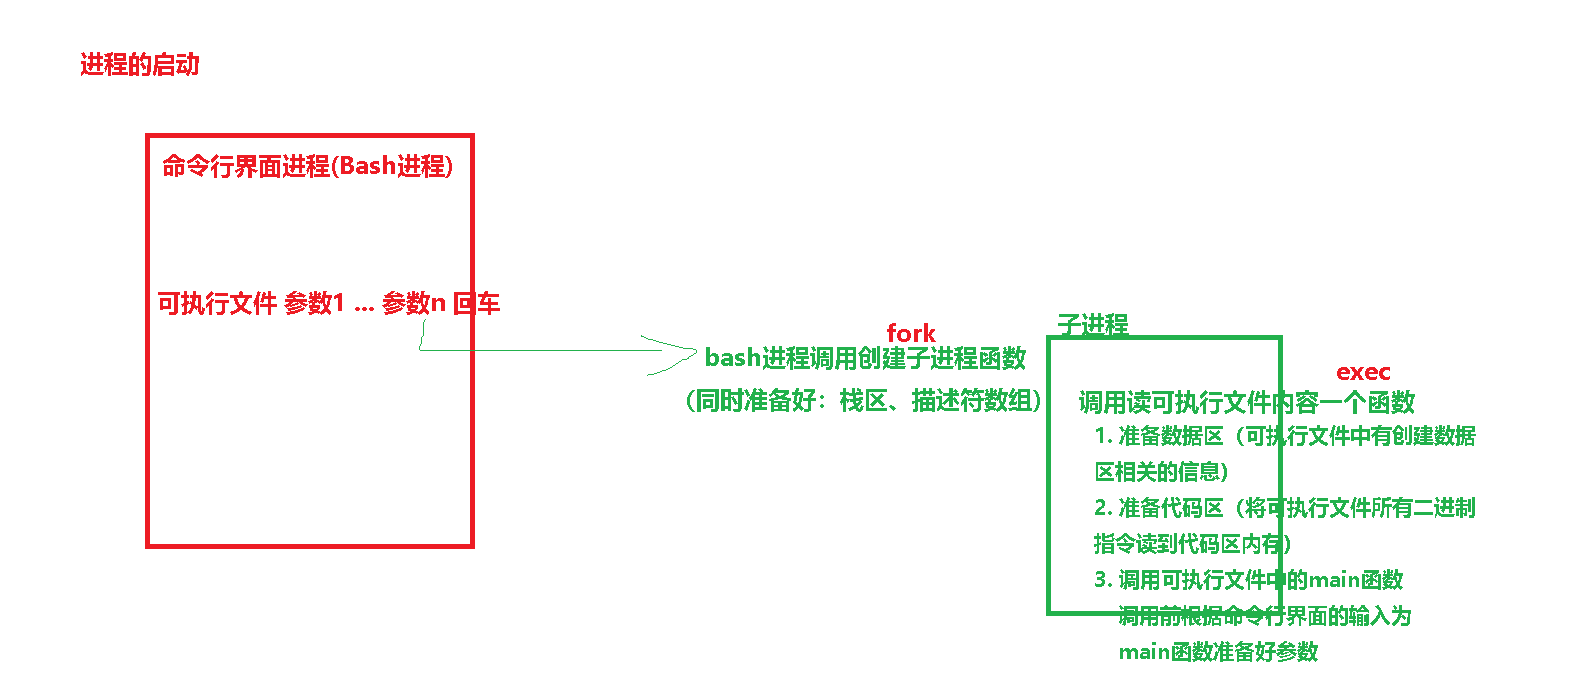 进程的启动
命令行界面进程(Bash进程)
可执行文件 参数1 ... 参数n 回车
fork
bash进程调用创建子进程函数
（同时准备好：栈区、描述符数组）
子进程
exec
调用读可执行文件内容一个函数
1. 准备数据区（可执行文件中有创建数据
区相关的信息）
2. 准备代码区（将可执行文件所有二进制
指令读到代码区内存）
3. 调用可执行文件中的main函数
调用前根据命令行界面的输入为
main函数准备好参数